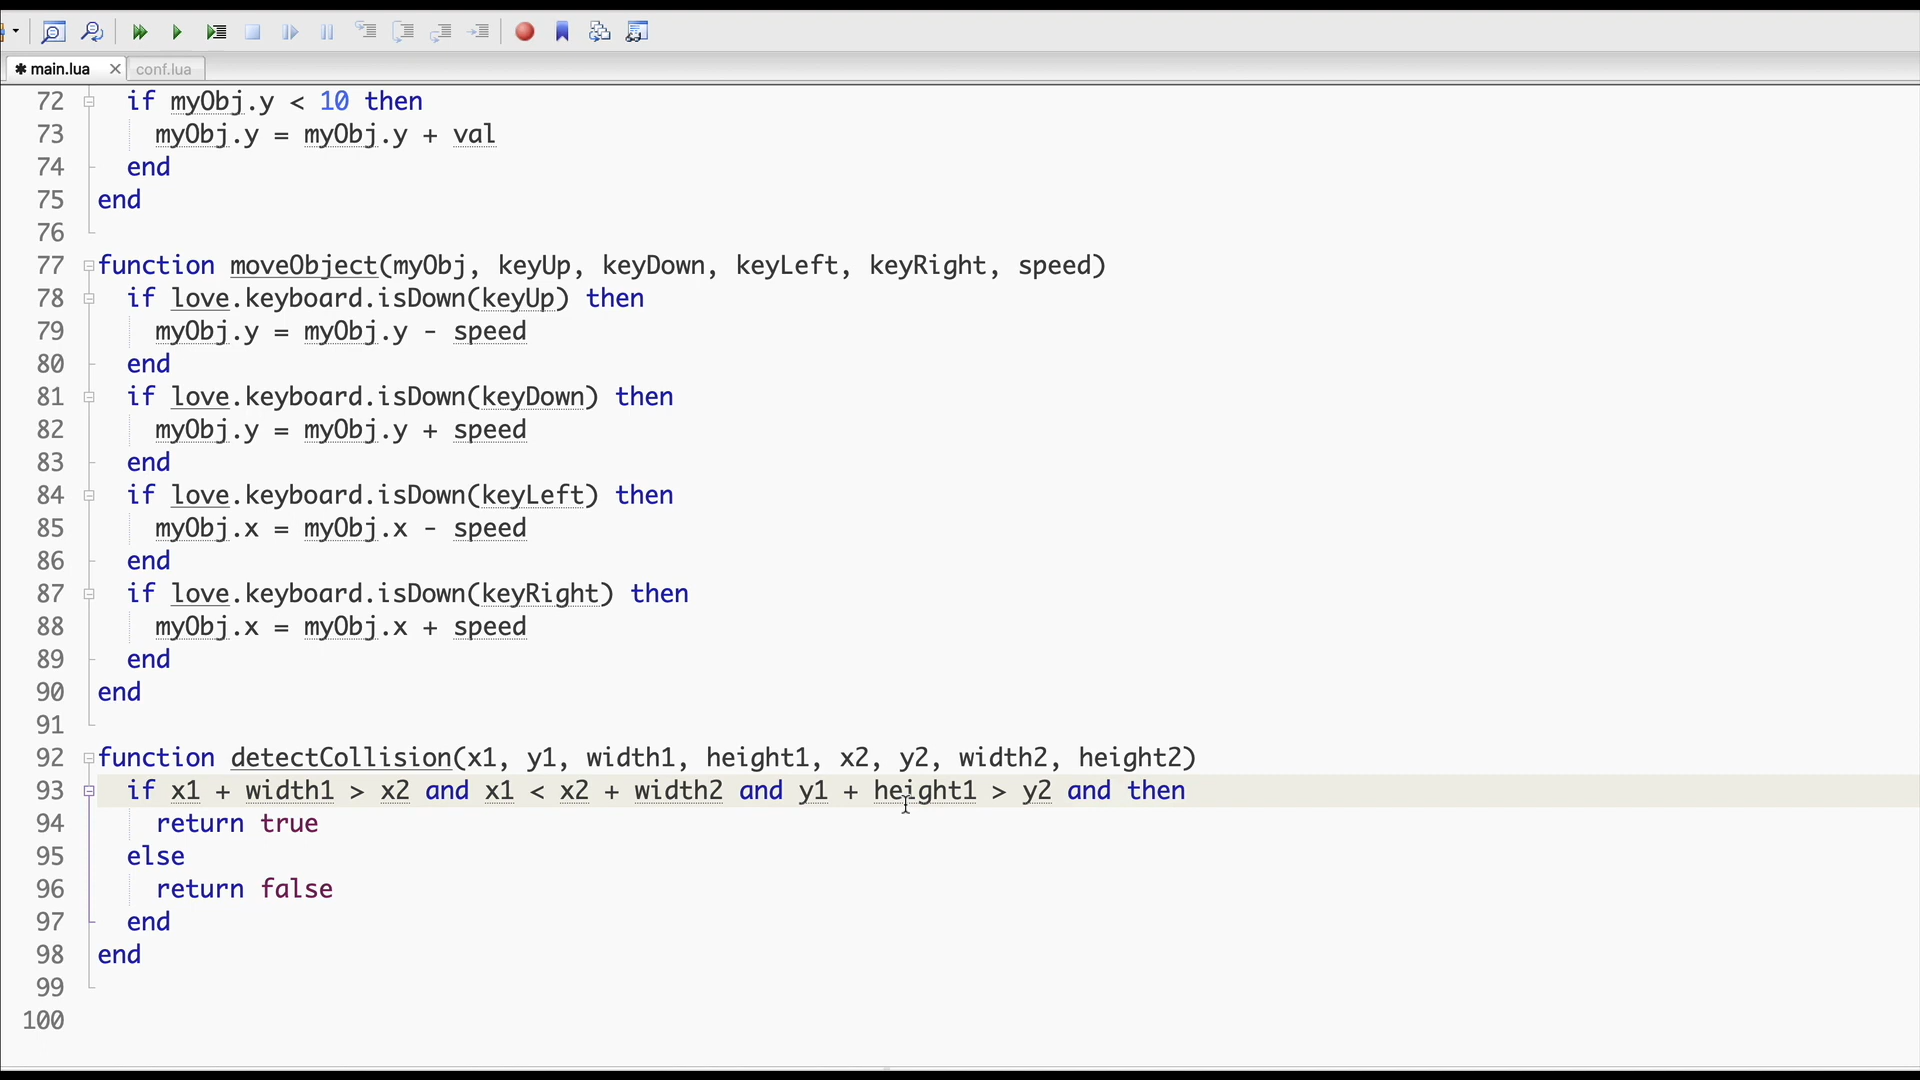 ✱ main.lua ✕ conf.lua
72 if myObj.y < 10 then
73 myObj.y = myObj.y + val
74 end
75 end
76
77 function moveObject(myObj, keyUp, keyDown, keyLeft, keyRight, speed)
78 if love.keyboard.isDown(keyUp) then
79 myObj.y = myObj.y - speed
80 end
81 if love.keyboard.isDown(keyDown) then
82 myObj.y = myObj.y + speed
83 end
84 if love.keyboard.isDown(keyLeft) then
85 myObj.x = myObj.x - speed
86 end
87 if love.keyboard.isDown(keyRight) then
88 myObj.x = myObj.x + speed
89 end
90 end
91
92 function detectCollision(x1, y1, width1, height1, x2, y2, width2, height2)
93 if x1 + width1 > x2 and x1 < x2 + width2 and y1 + height1 > y2 and then
94 return true
95 else
96 return false
97 end
98 end
99
100